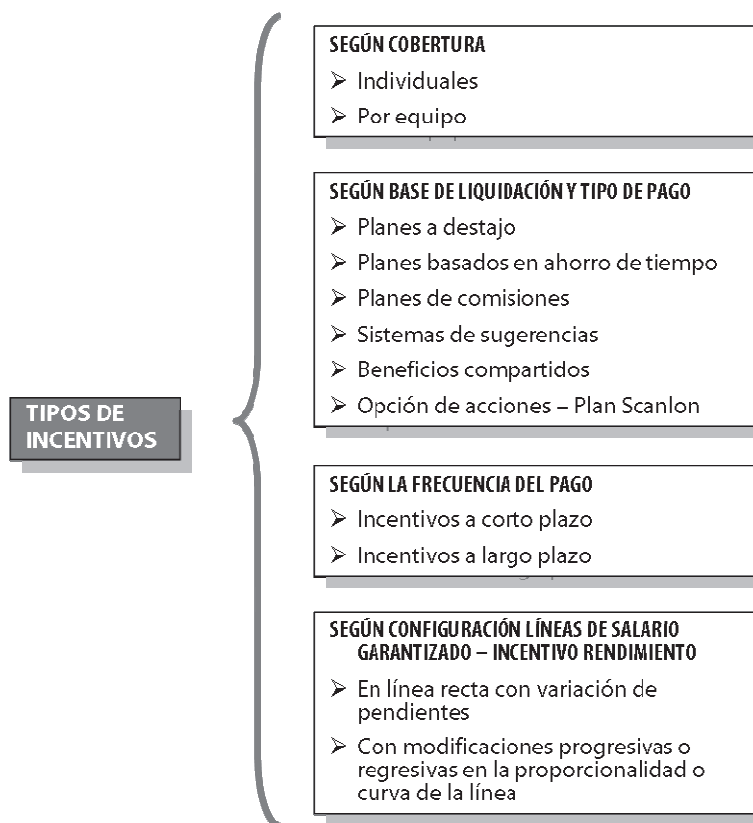 TIPOS DE
INCENTIVOS
SEGÚN COBERTURA
➢ Individuales
➢ Por equipo
SEGÚN BASE DE LIQUIDACIÓN Y TIPO DE PAGO
➢ Planes a destajo
➢ Planes basados en ahorro de tiempo
➢ Planes de comisiones
➢ Sistemas de sugerencias
➢ Beneficios compartidos
➢ Opción de acciones – Plan Scanlon
SEGÚN LA FRECUENCIA DEL PAGO
➢ Incentivos a corto plazo
➢ Incentivos a largo plazo
SEGÚN CONFIGURACIÓN LÍNEAS DE SALARIO
GARANTIZADO – INCENTIVO RENDIMIENTO
➢ En línea recta con variación de
pendientes
➢ Con modificaciones progresivas o
regresivas en la proporcionalidad o
curva de la línea